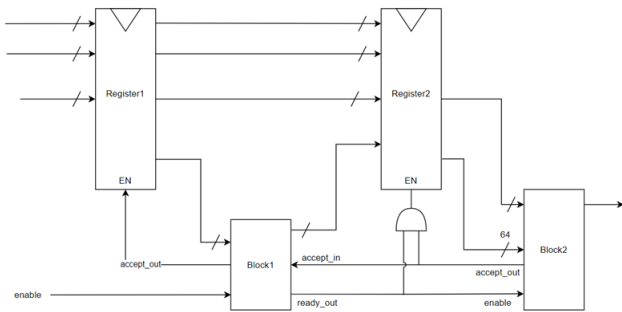 Register1
Register2
EN
EN
64
accept_out
Block1
accept_in
Block2
accept_out
enable
ready_out
enable